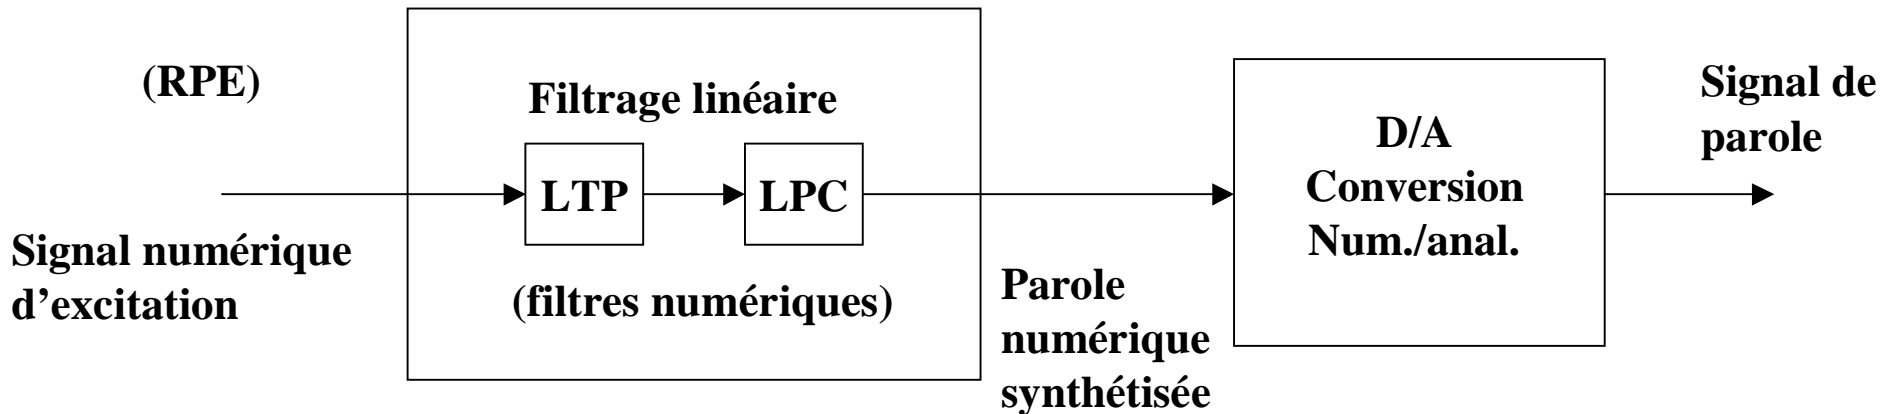 (RPE)
Signal numérique
d’excitation
Filtrage linéaire
LTP
LPC
(filtres numériques)
Parole
numérique
synthétisée
D/A
Conversion
Num./anal.
Signal de
parole